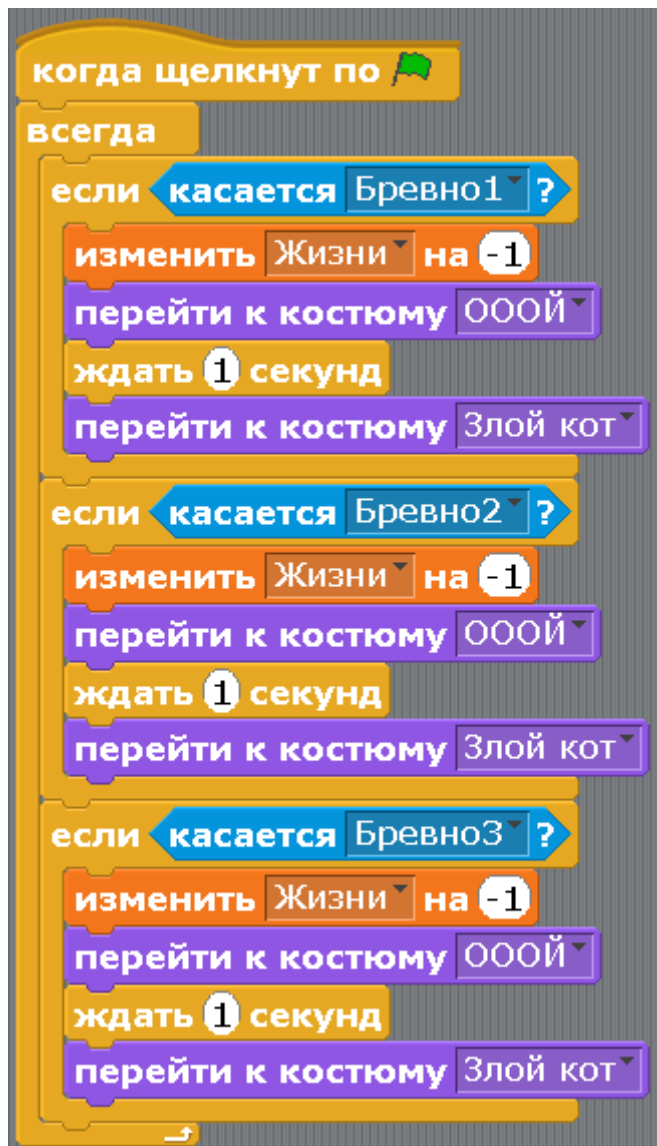 когда щелкнут по
всегда
если касается Бревно1 ?
изменить Жизни на -1
перейти к костюму ОООЙ
ждать 1 секунд
перейти к костюму Злой кот
если касается Бревно2 ?
изменить Жизни на -1
перейти к костюму ОООЙ
ждать 1 секунд
перейти к костюму Злой кот
если касается Бревно3 ?
изменить Жизни на -1
перейти к костюму ОООЙ
ждать 1 секунд
перейти к костюму Злой кот